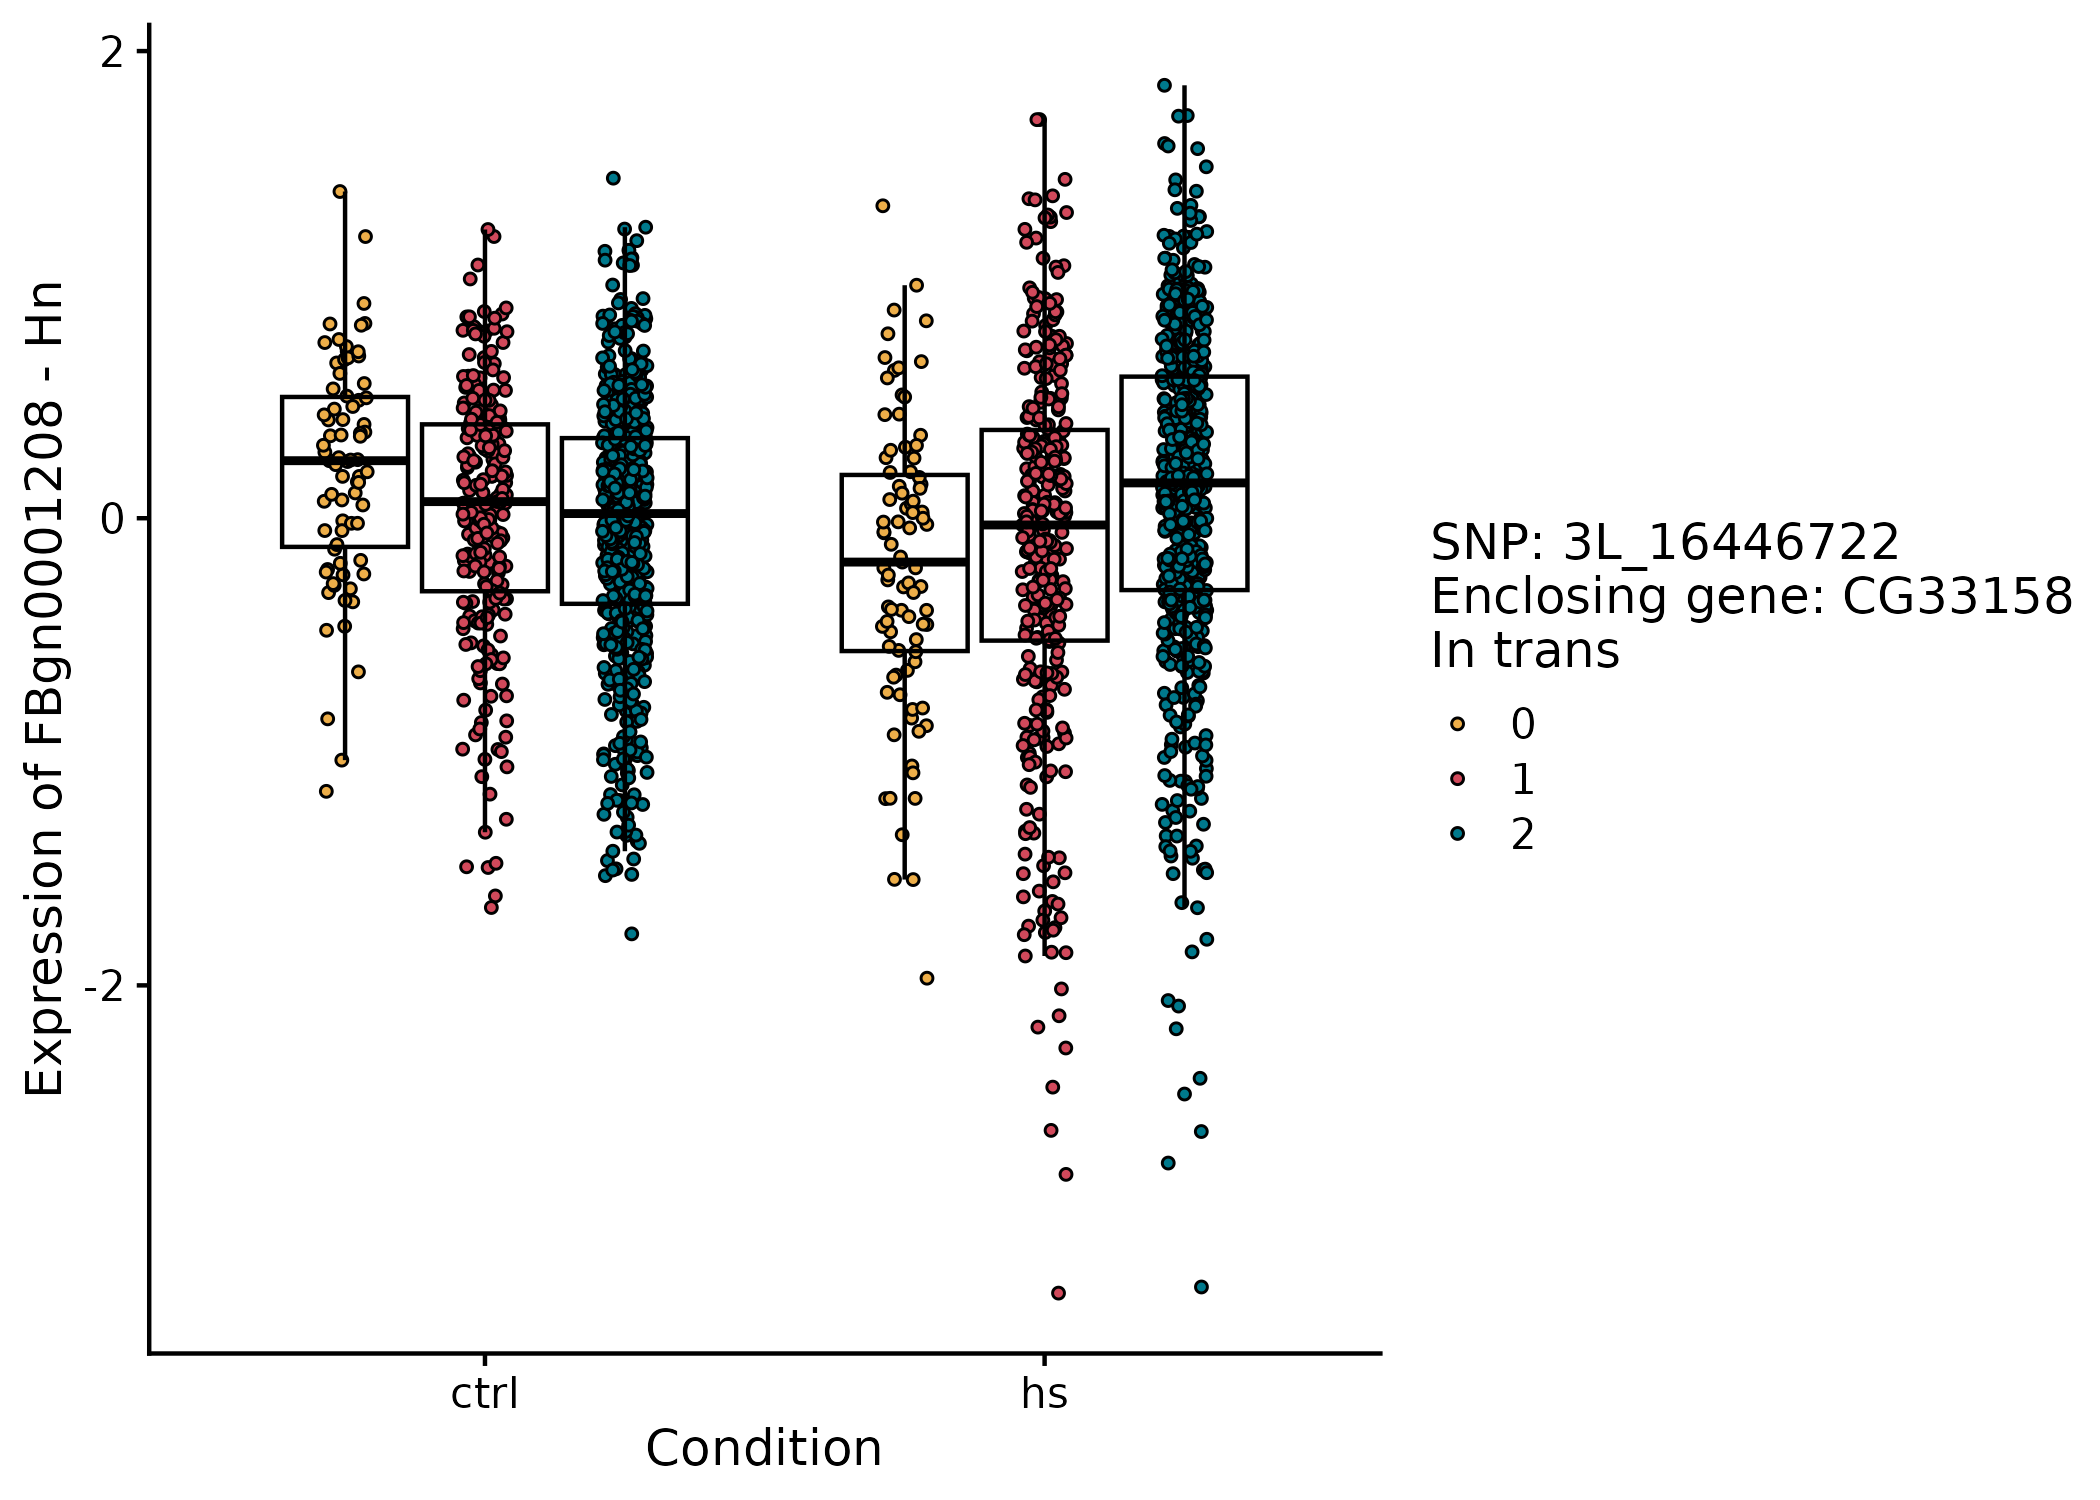 Expression of FBgn0001208 - Hn
2
0
-2
ctrl
hs
Condition
SNP: 3L_16446722
Enclosing gene: CG33158
In trans
0
1
2